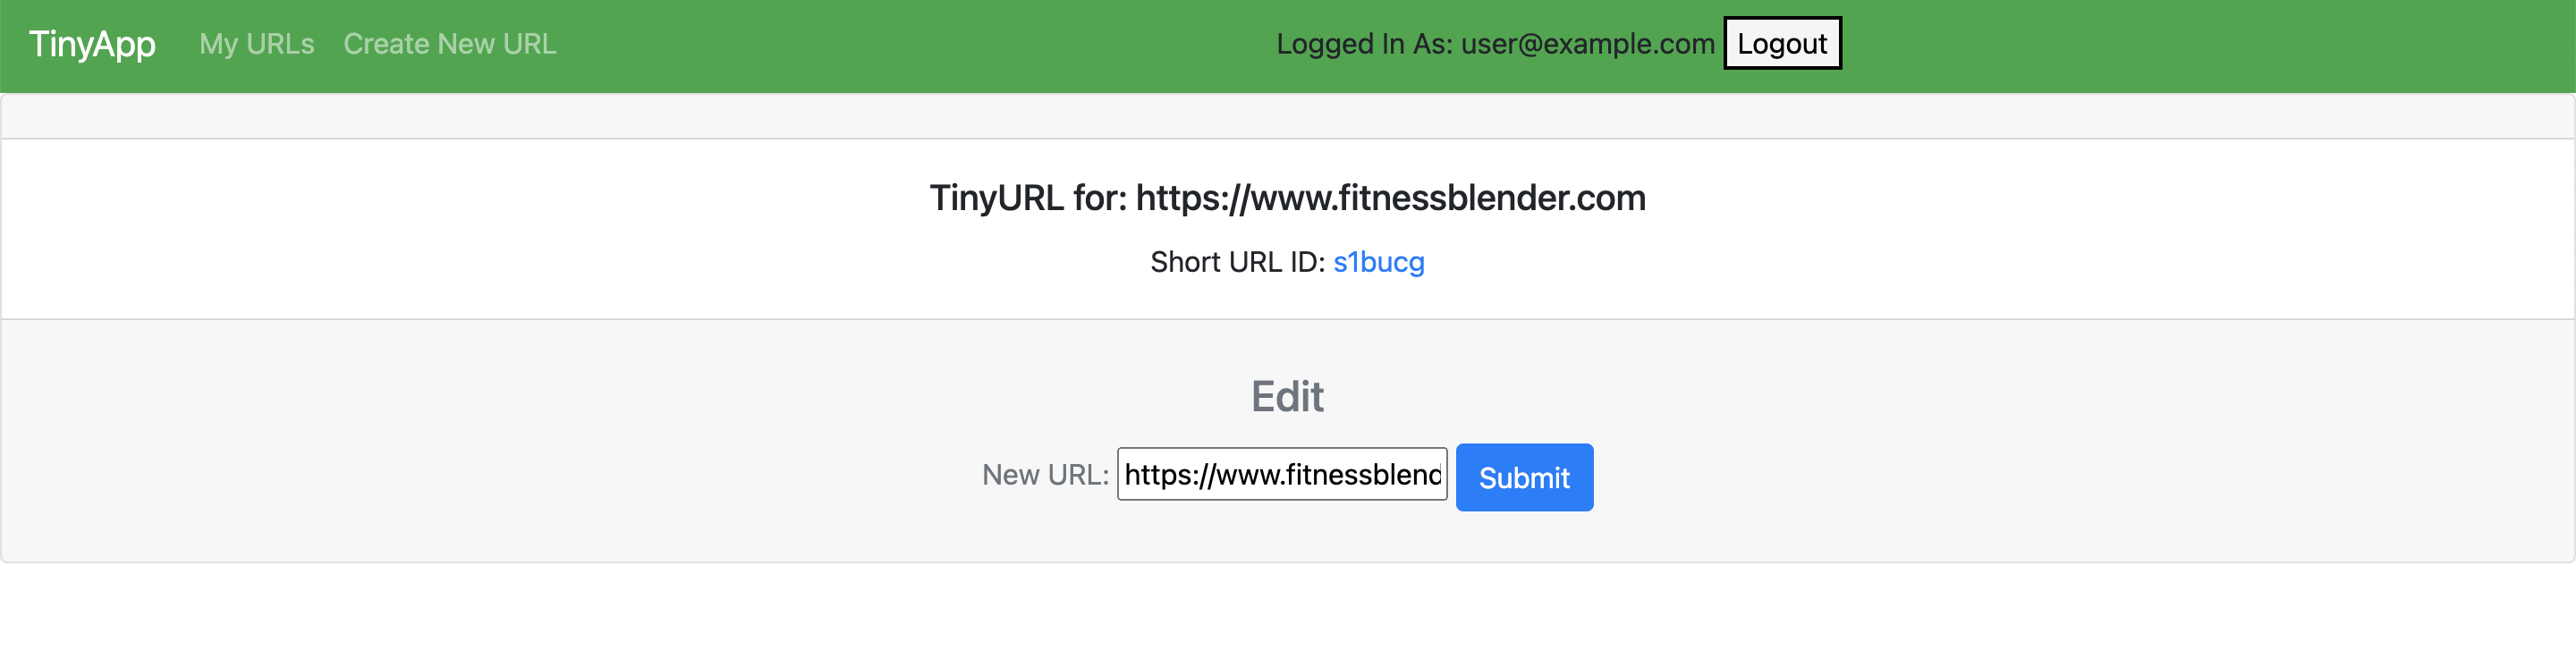 TinyApp My URLs Create New URL Logged In As: user@example.com Logout
TinyURL for: https://www.fitnessblender.com
Short URL ID: s1bucg
Edit
New URL: https://www.fitnessblend Submit